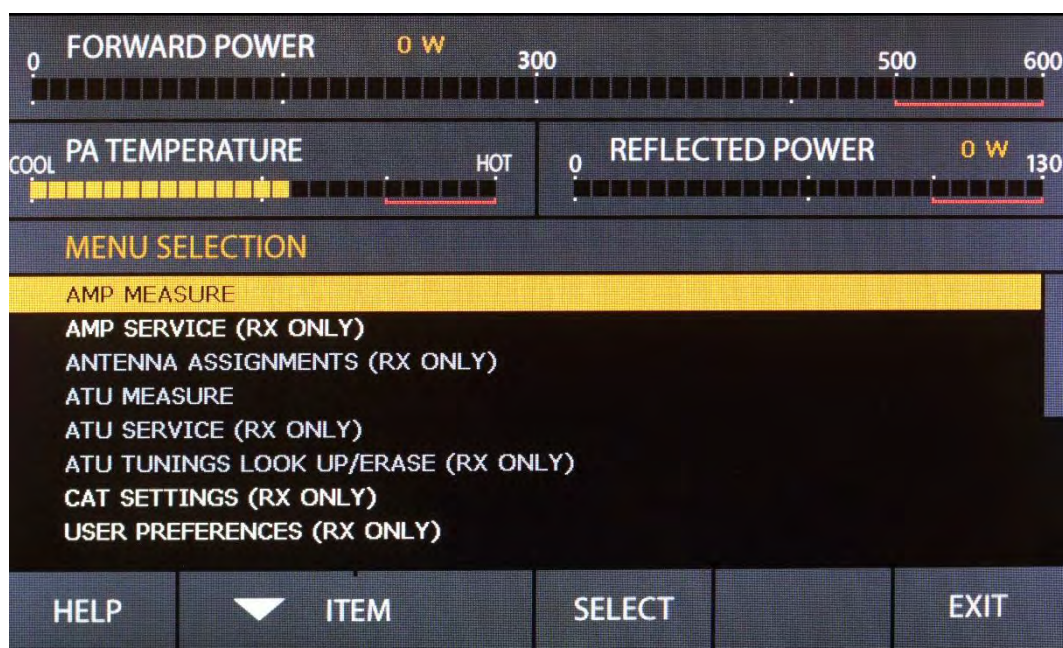 FORWARD POWER 0 W
0 300 500 600
PA TEMPERATURE
COOL HOT
REFLECTED POWER 0 W
0 130
MENU SELECTION
AMP MEASURE
AMP SERVICE (RX ONLY)
ANTENNA ASSIGNMENTS (RX ONLY)
ATU MEASURE
ATU SERVICE (RX ONLY)
ATU TUNINGS LOOK UP/ERASE (RX ONLY)
CAT SETTINGS (RX ONLY)
USER PREFERENCES (RX ONLY)
HELP ITEM SELECT EXIT